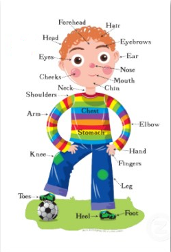 Forehead
Hair
Head
Eyebrows
Eyes
Ear
Nose
Cheeks
Mouth
Neck
Chin
Shoulders
Chest
Arm
Elbow
Stomach
Hand
Knee
Fingers
Leg
Toes
Heel
Foot